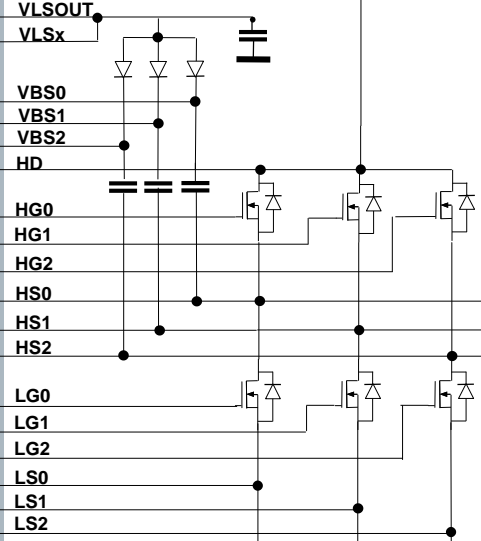 VLSOUT
VLSx
VBS0
VBS1
VBS2
HD
HG0
HG1
HG2
HS0
HS1
HS2
LG0
LG1
LG2
LS0
LS1
LS2